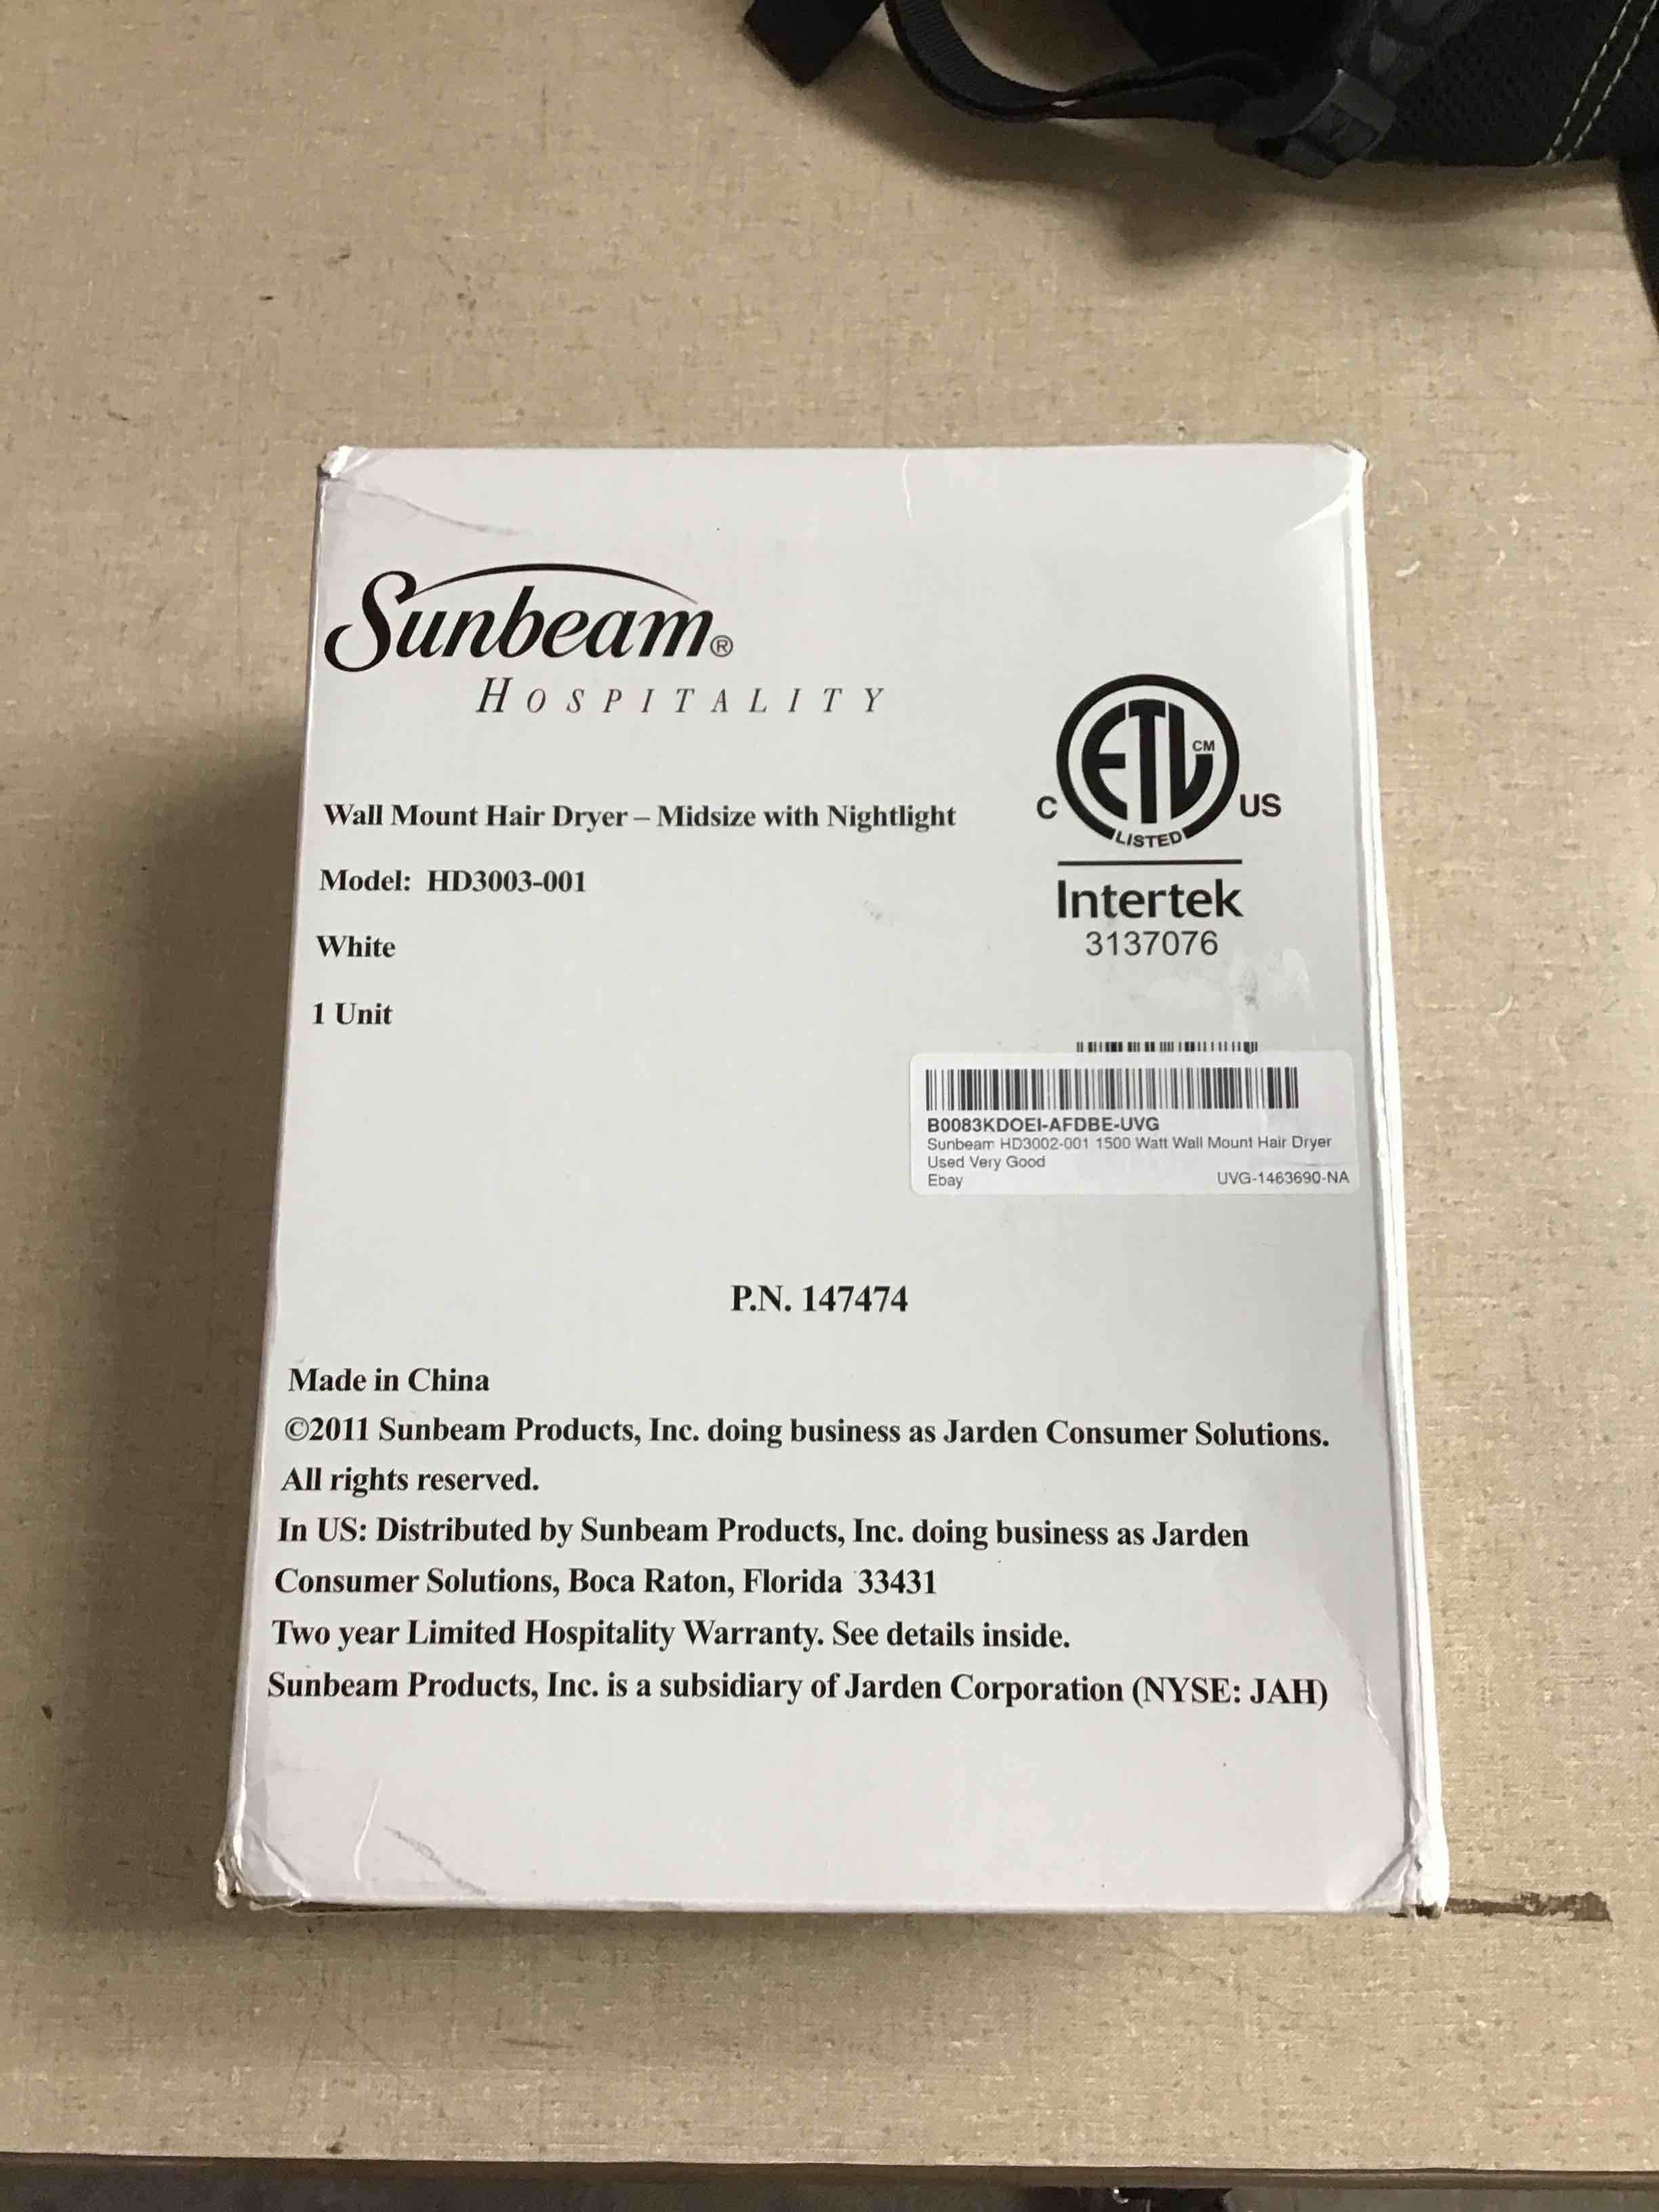 Sunbeam®
HOSPITALITY
Wall Mount Hair Dryer – Midsize with Nightlight
Model: HD3003-001
White
1 Unit
C ETL CM US
LISTED
Intertek
3137076
B0083KDOEI-AFDBE-UVG
Sunbeam HD3002-001 1500 Watt Wall Mount Hair Dryer
Used Very Good
Ebay UVG-1463690-NA
P.N. 147474
Made in China
©2011 Sunbeam Products, Inc. doing business as Jarden Consumer Solutions.
All rights reserved.
In US: Distributed by Sunbeam Products, Inc. doing business as Jarden
Consumer Solutions, Boca Raton, Florida 33431
Two year Limited Hospitality Warranty. See details inside.
Sunbeam Products, Inc. is a subsidiary of Jarden Corporation (NYSE: JAH)